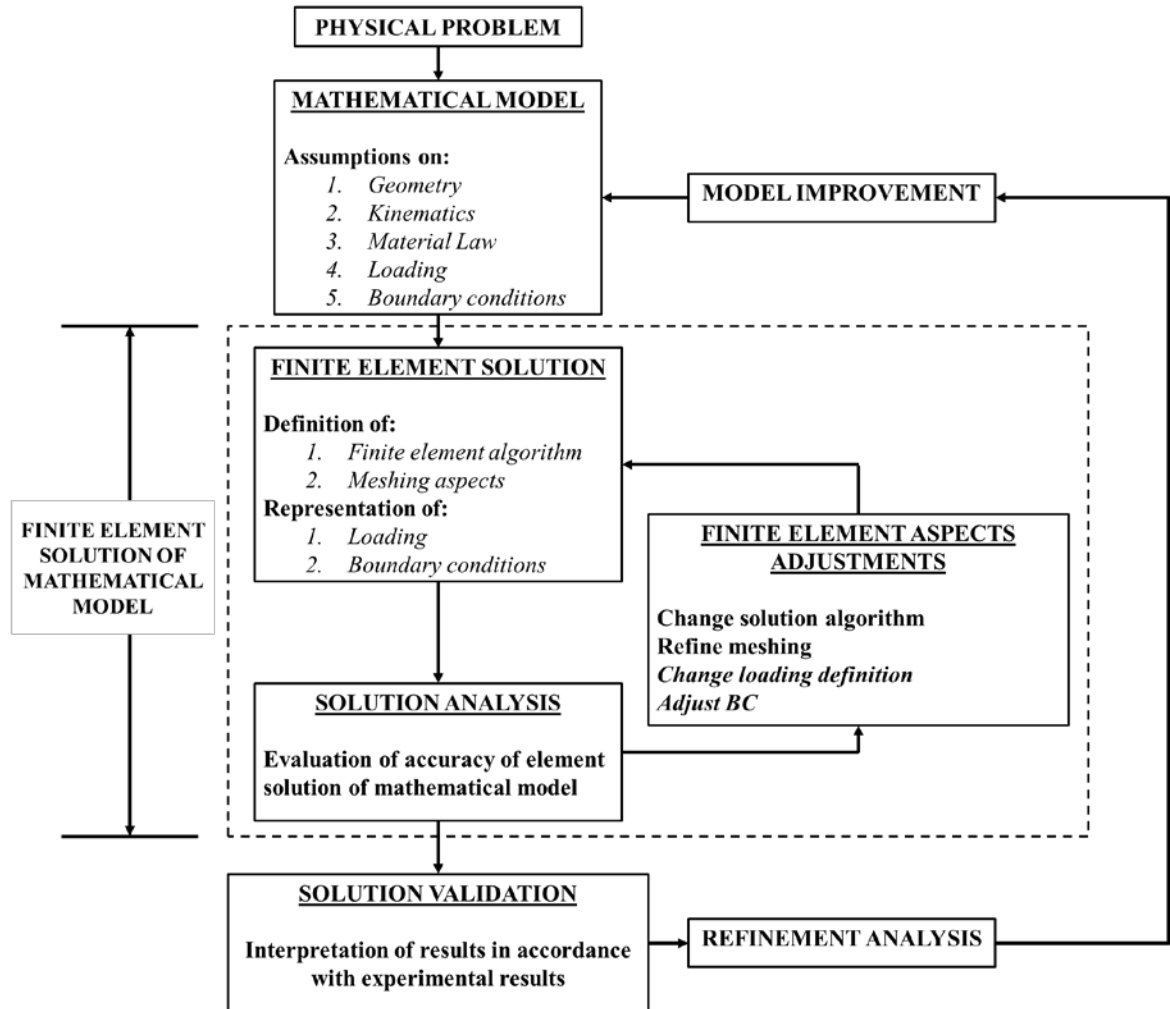 PHYSICAL PROBLEM
MATHEMATICAL MODEL
Assumptions on:
1. Geometry
2. Kinematics
3. Material Law
4. Loading
5. Boundary conditions
MODEL IMPROVEMENT
FINITE ELEMENT SOLUTION
Definition of:
1. Finite element algorithm
2. Meshing aspects
Representation of:
1. Loading
2. Boundary conditions
FINITE ELEMENT
SOLUTION OF
MATHEMATICAL
MODEL
FINITE ELEMENT ASPECTS
ADJUSTMENTS
Change solution algorithm
Refine meshing
Change loading definition
Adjust BC
SOLUTION ANALYSIS
Evaluation of accuracy of element
solution of mathematical model
SOLUTION VALIDATION
Interpretation of results in accordance
with experimental results
REFINEMENT ANALYSIS